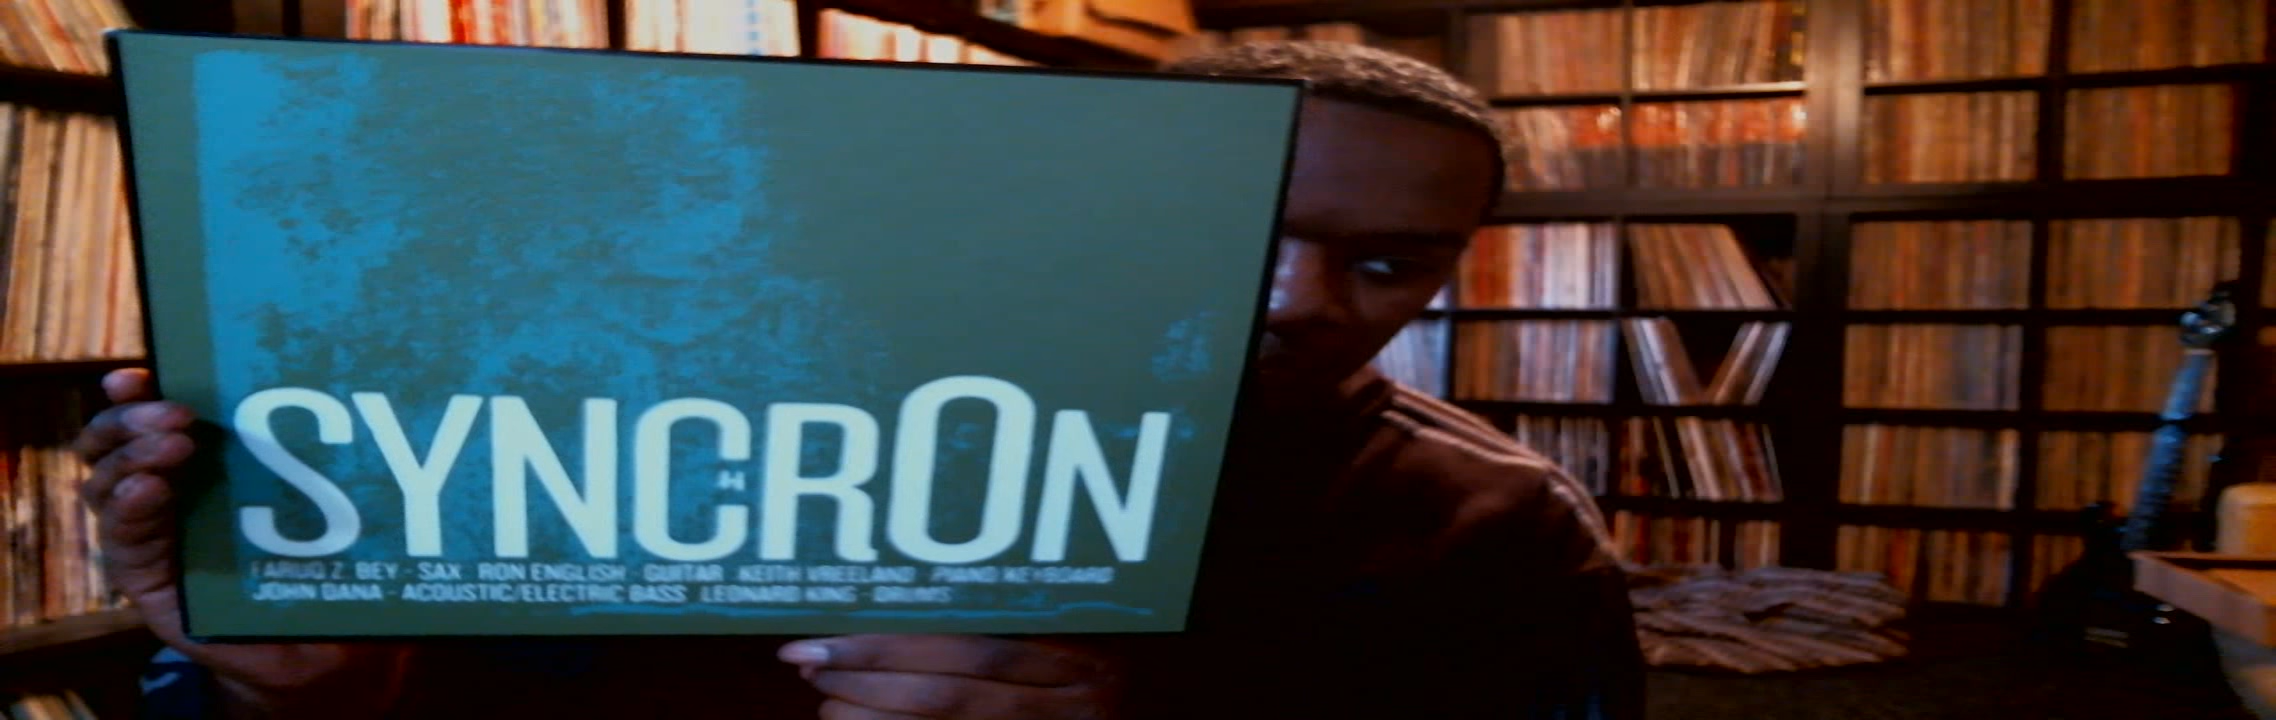 SYNCRON
FARUQ Z. BEY - SAX RON ENGLISH - GUITAR KEITH VREELAND PIANO KEYBOARD
JOHN DANA - ACOUSTIC/ELECTRIC BASS LEONARD KING - DRUMS